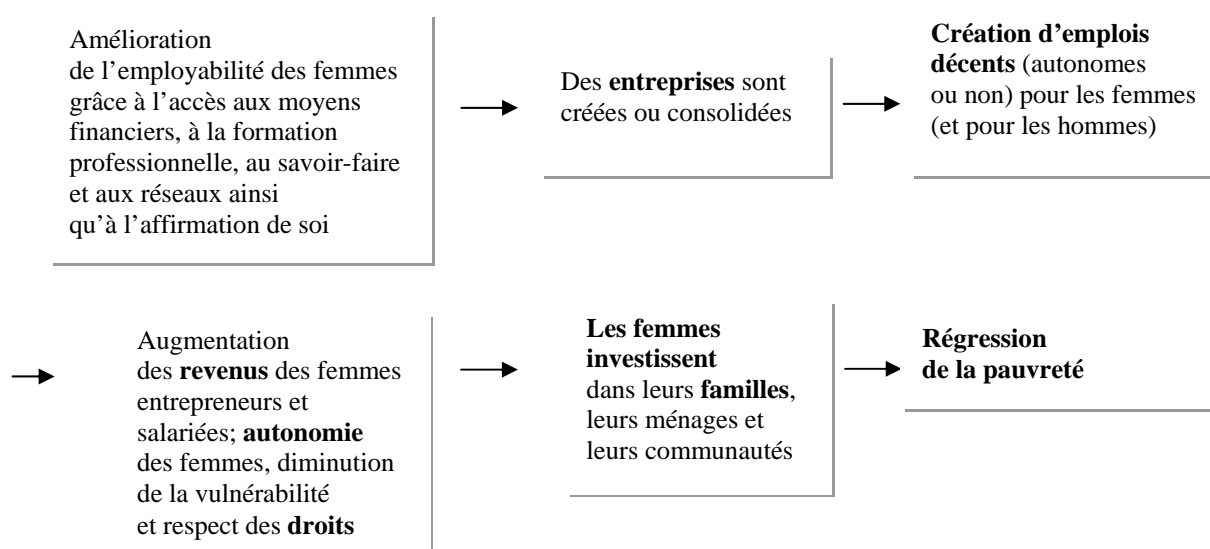 Amélioration
de l’employabilité des femmes
grâce à l’accès aux moyens
financiers, à la formation
professionnelle, au savoir-faire
et aux réseaux ainsi
qu’à l’affirmation de soi
Des entreprises sont
créées ou consolidées
Création d’emplois
décents (autonomes
ou non) pour les femmes
(et pour les hommes)
Augmentation
des revenus des femmes
entrepreneurs et
salariées; autonomie
des femmes, diminution
de la vulnérabilité
et respect des droits
Les femmes
investissent
dans leurs familles,
leurs ménages et
leurs communautés
Régression
de la pauvreté